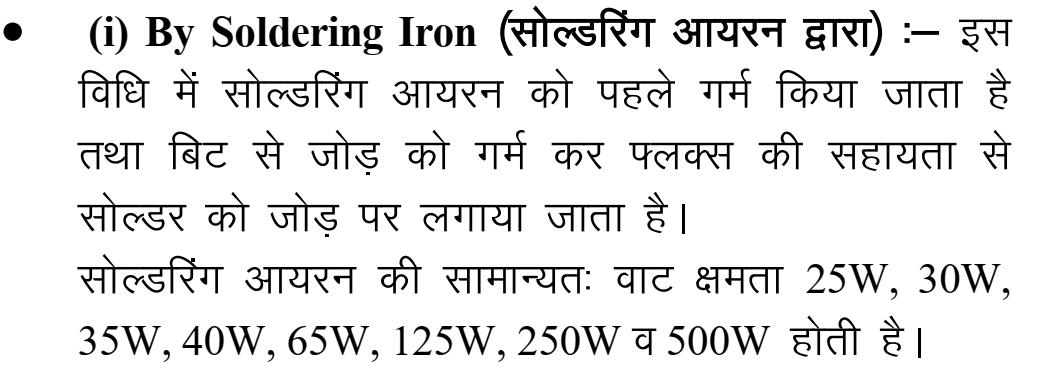 • (i) By Soldering Iron (सोल्डरिंग आयरन द्वारा) :– इस
विधि में सोल्डरिंग आयरन को पहले गर्म किया जाता है
तथा बिट से जोड़ को गर्म कर फ्लक्स की सहायता से
सोल्डर को जोड़ पर लगाया जाता है।
सोल्डरिंग आयरन की सामान्यतः वाट क्षमता 25W, 30W,
35W, 40W, 65W, 125W, 250W व 500W होती है।